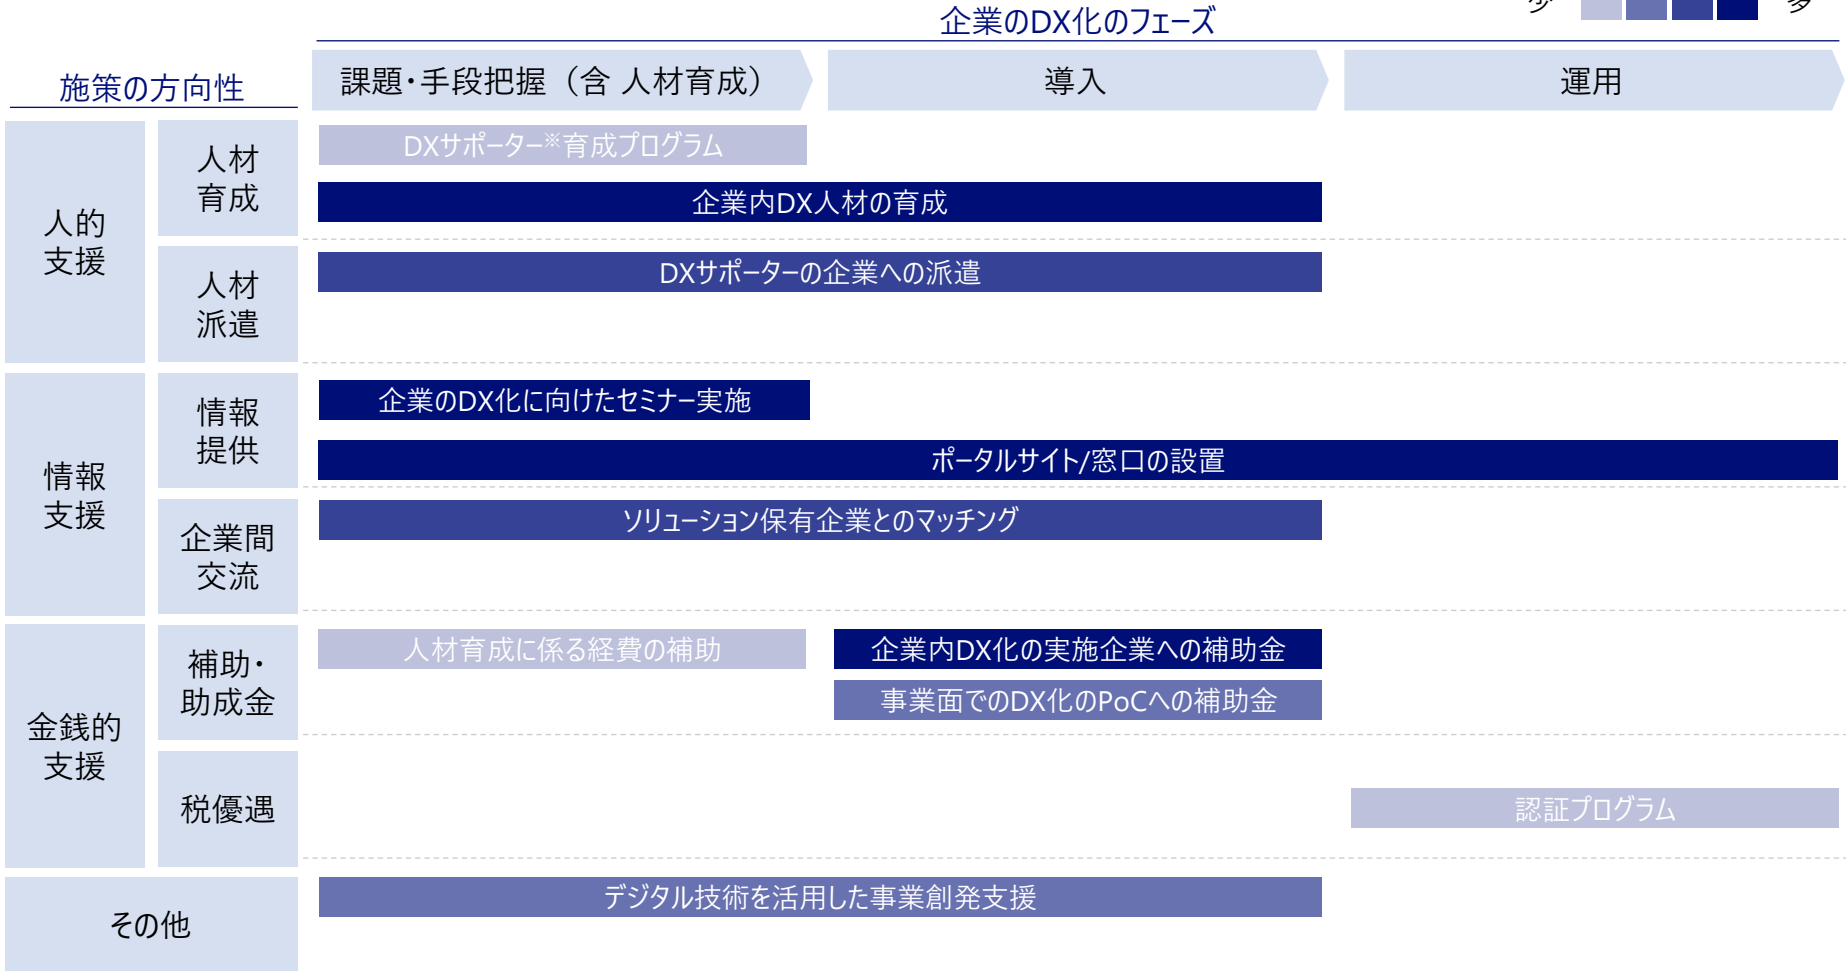 企業のDX化のフェーズ
施策の方向性
課題・手段把握（含 人材育成）
導入
運用
人的
支援
人材
育成
DXサポーター※育成プログラム
企業内DX人材の育成
人材
派遣
DXサポーターの企業への派遣
情報
支援
情報
提供
企業のDX化に向けたセミナー実施
ポータルサイト/窓口の設置
企業間
交流
ソリューション保有企業とのマッチング
金銭的
支援
補助・
助成金
人材育成に係る経費の補助
企業内DX化の実施企業への補助金
事業面でのDX化のPoCへの補助金
税優遇
認証プログラム
その他
デジタル技術を活用した事業創発支援